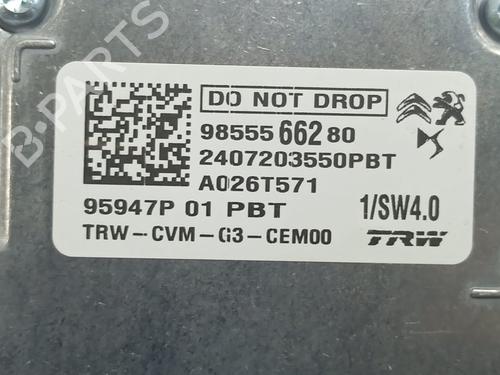 DO NOT DROP
98555 662 80
2407203550PBT
A026T571
95947P 01 PBT 1/SW4.0
TRW-CVM-G3-CEM00 TRW
B-PARTS